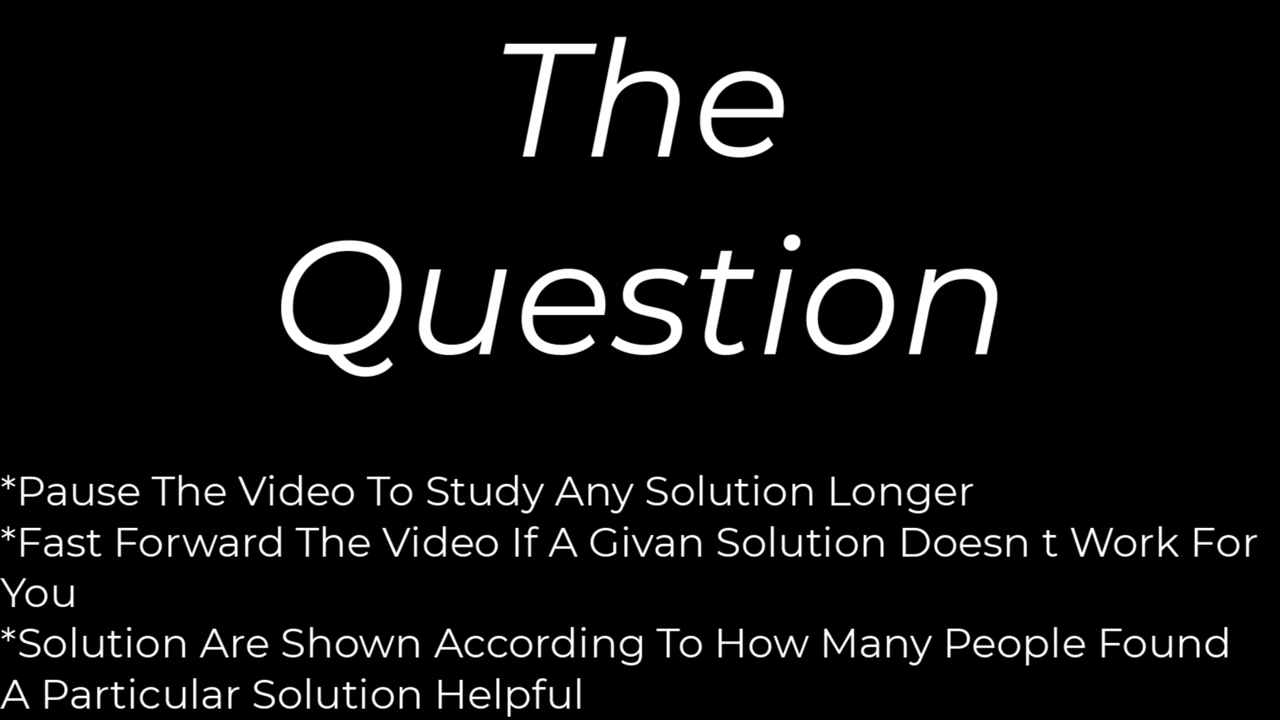 The
Question
*Pause The Video To Study Any Solution Longer
*Fast Forward The Video If A Givan Solution Doesn t Work For
You
*Solution Are Shown According To How Many People Found
A Particular Solution Helpful